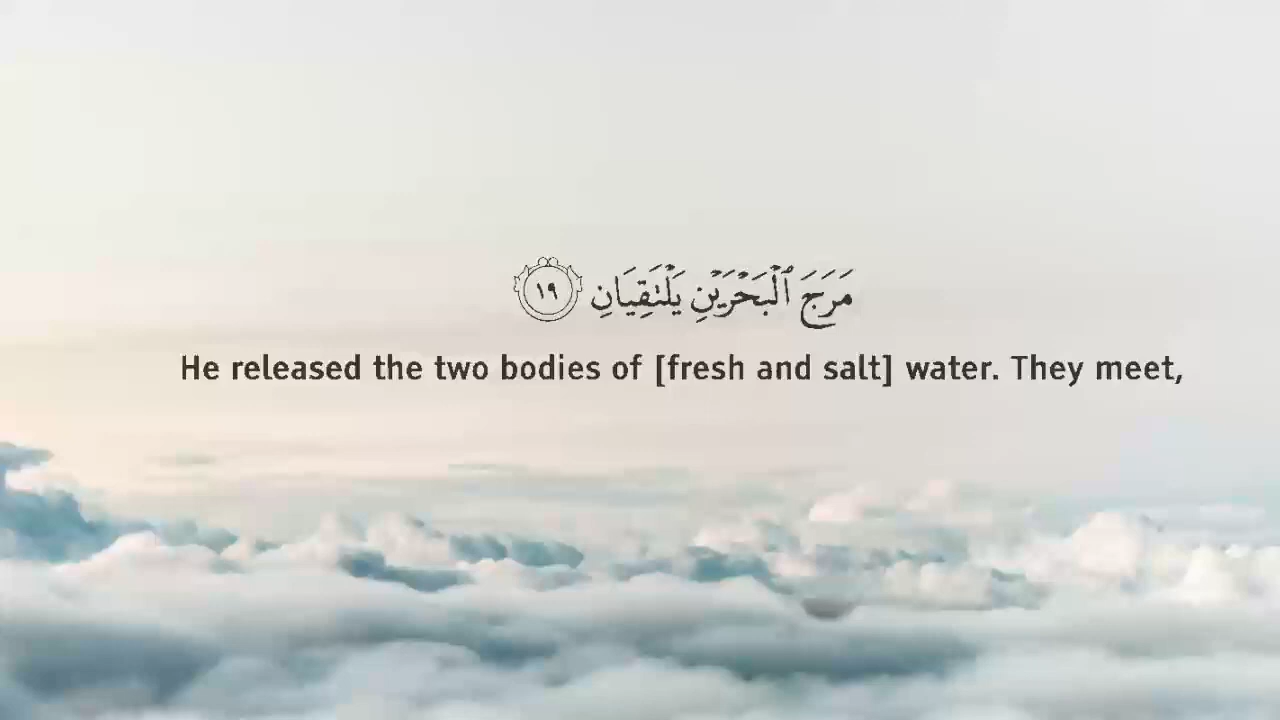 مَرَجَ ٱلْبَحْرَيْنِ يَلْتَقِيَانِ ١٩
He released the two bodies of [fresh and salt] water. They meet,